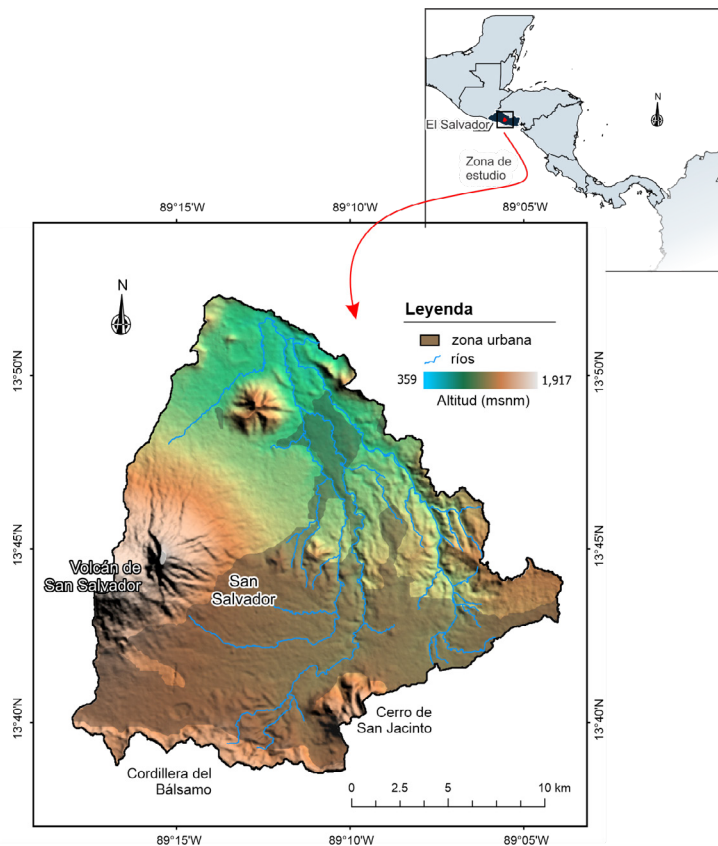 N
El Salvador
Zona de
estudio
89°15'W
89°10'W
89°05'W
N
Leyenda
zona urbana
ríos
359
1,917
Altitud (msnm)
13°50'N
13°50'N
13°45'N
13°45'N
Volcán de
San Salvador
San
Salvador
13°40'N
13°40'N
Cerro de
San Jacinto
Cordillera del
Bálsamo
0 2.5 5 10 km
89°15'W
89°10'W
89°05'W